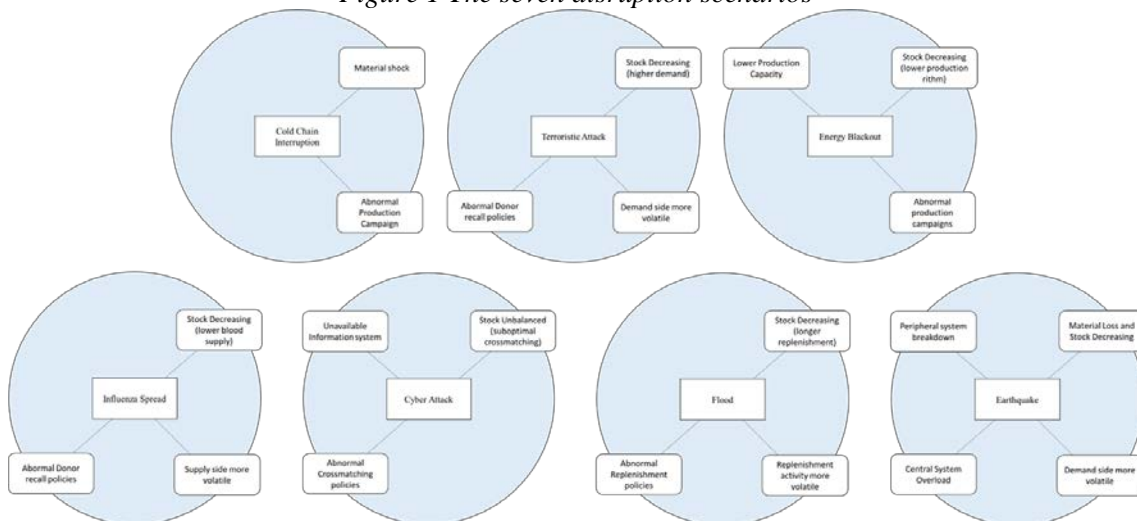 Figure 1 The seven disruption scenarios
Material shock
Cold Chain
Interruption
Abnormal
Production
Campaign
Stock Decreasing
(higher demand)
Terroristic Attack
Abormal Donor
recall policies
Demand side more
volatile
Lower Production
Capacity
Stock Decreasing
(lower production
rithm)
Energy Blackout
Abnormal
production
campaigns
Stock Decreasing
(lower blood
supply)
Influenza Spread
Abormal Donor
recall policies
Supply side more
volatile
Unavailable
Information system
Stock Unbalanced
(suboptimal
crossmatching)
Cyber Attack
Abnormal
Crossmatching
policies
Stock Decreasing
(longer
replenishment)
Flood
Abnormal
Replenishment
policies
Replenishment
activity more
volatile
Peripheral system
breakdown
Material Loss and
Stock Decreasing
Earthquake
Central System
Overload
Demand side more
volatile